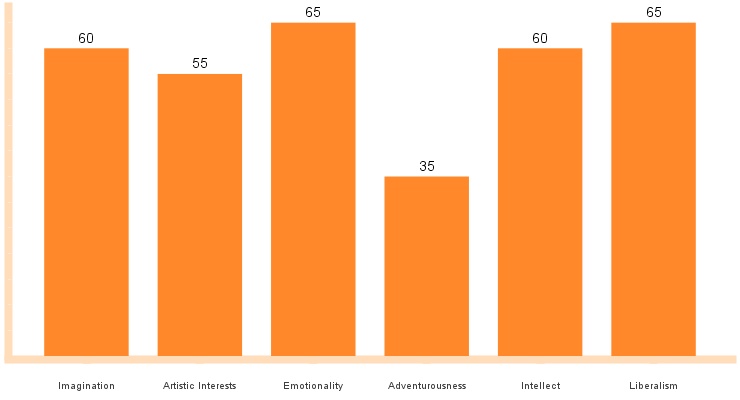 60
55
65
35
60
65
Imagination
Artistic Interests
Emotionality
Adventurousness
Intellect
Liberalism